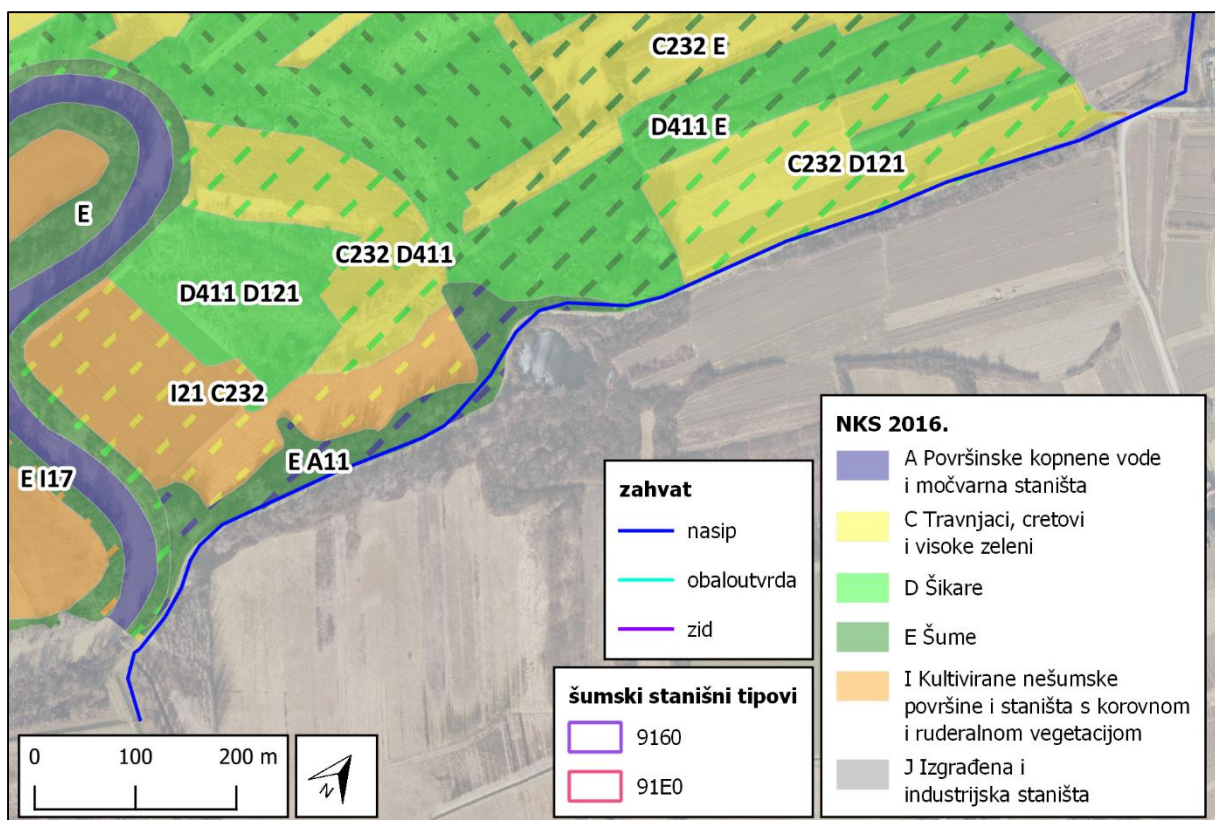 C232 E
D411 E
C232 D121
E
C232 D411
D411 D121
I21 C232
E A11
E I17
zahvat
nasip
obaloutvrda
zid
šumski stanišni tipovi
9160
91E0
NKS 2016.
A Površinske kopnene vode
i močvarna staništa
C Travnjaci, cretovi
i visoke zeleni
D Šikare
E Šume
I Kultivirane nešumske
površine i staništa s korovnom
i ruderalnom vegetacijom
J Izgrađena i
industrijska staništa
0 100 200 m
N